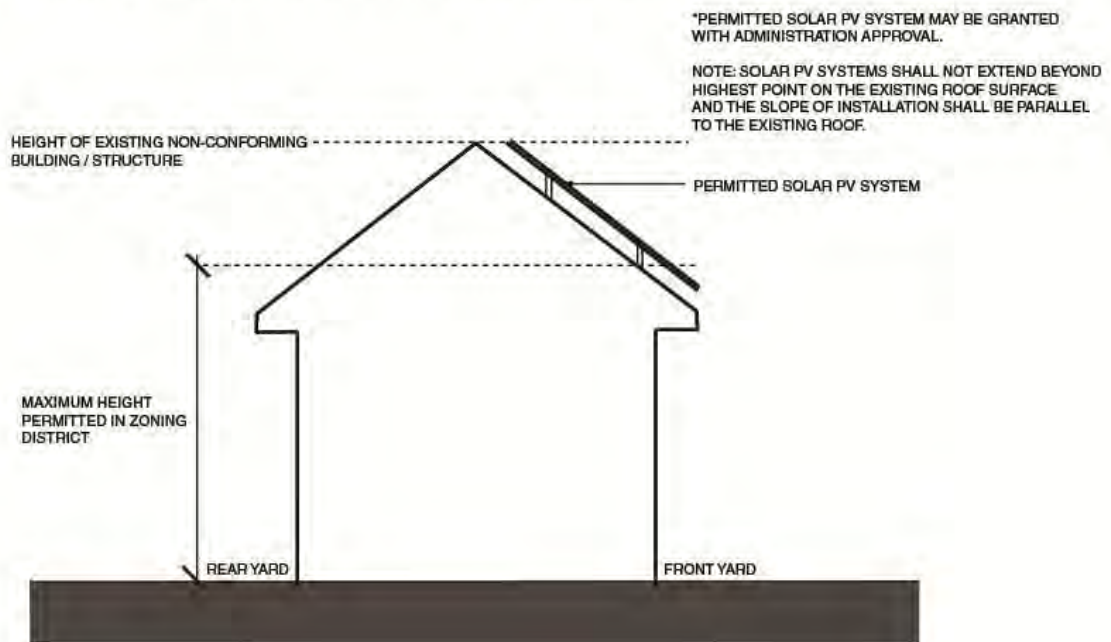 *PERMITTED SOLAR PV SYSTEM MAY BE GRANTED
WITH ADMINISTRATION APPROVAL.
NOTE: SOLAR PV SYSTEMS SHALL NOT EXTEND BEYOND
HIGHEST POINT ON THE EXISTING ROOF SURFACE
AND THE SLOPE OF INSTALLATION SHALL BE PARALLEL
TO THE EXISTING ROOF.
HEIGHT OF EXISTING NON-CONFORMING
BUILDING / STRUCTURE
PERMITTED SOLAR PV SYSTEM
MAXIMUM HEIGHT
PERMITTED IN ZONING
DISTRICT
REAR YARD
FRONT YARD